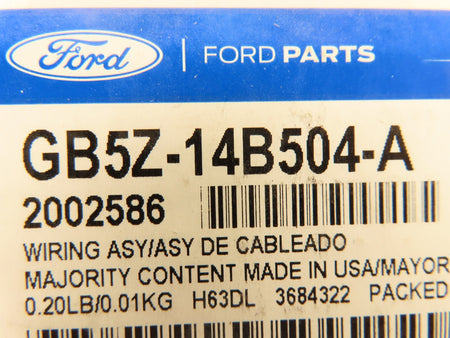 Ford FORD PARTS
GB5Z-14B504-A
2002586
WIRING ASY/ASY DE CABLEADO
MAJORITY CONTENT MADE IN USA/MAYOR
0.20LB/0.01KG H63DL 3684322 PACKED